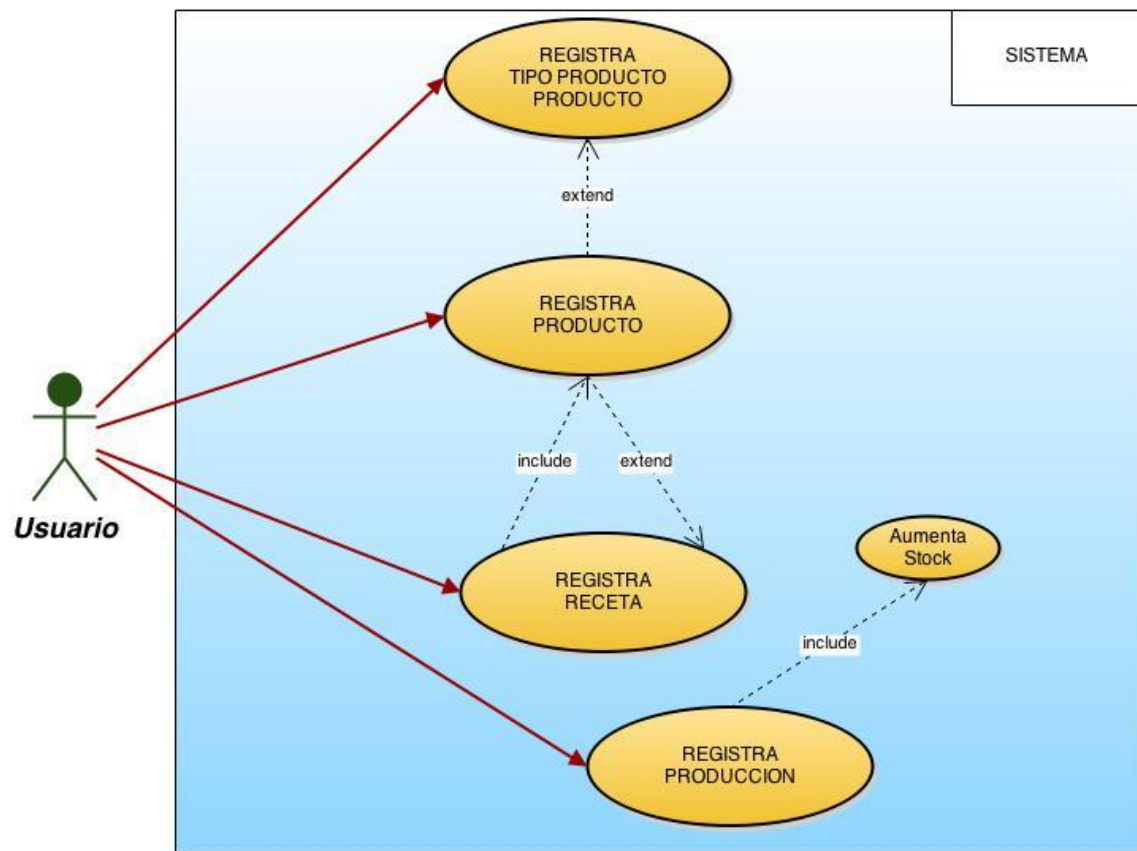 REGISTRA
TIPO PRODUCTO
PRODUCTO
SISTEMA
extend
REGISTRA
PRODUCTO
include
extend
Usuario
REGISTRA
RECETA
Aumenta
Stock
include
REGISTRA
PRODUCCION